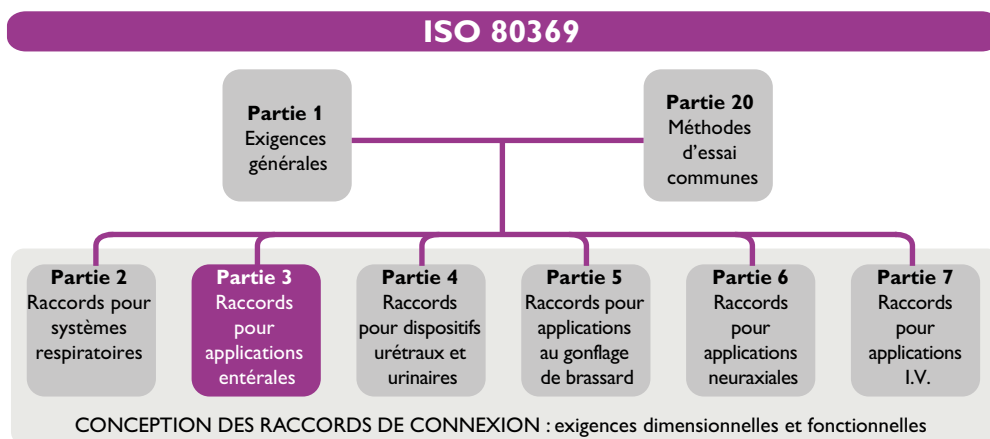 ISO 80369
Partie 1
Exigences
générales
Partie 20
Méthodes
d'essai
communes
Partie 2
Raccords pour
systèmes
respiratoires
Partie 3
Raccords
pour
applications
entérales
Partie 4
Raccords
pour dispositifs
urétraux et
urinaires
Partie 5
Raccords pour
applications
au gonflage
de brassard
Partie 6
Raccords
pour
applications
neuraxiales
Partie 7
Raccords
pour
applications
I.V.
CONCEPTION DES RACCORDS DE CONNEXION : exigences dimensionnelles et fonctionnelles